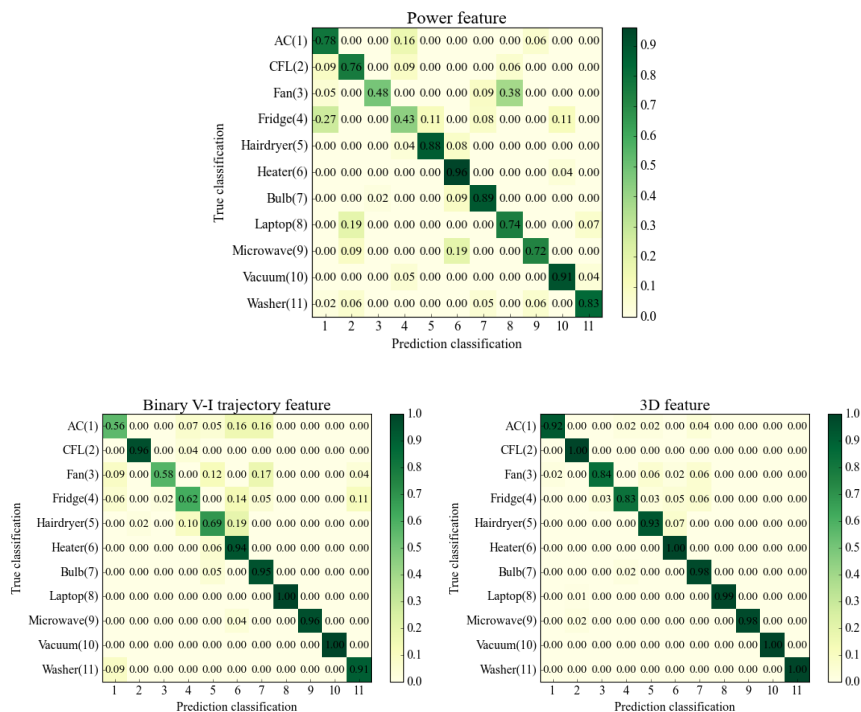 Power feature
AC(1) 0.78 0.00 0.00 0.16 0.00 0.00 0.00 0.00 0.06 0.00 0.00
CFL(2) 0.09 0.76 0.00 0.09 0.00 0.00 0.00 0.06 0.00 0.00 0.00
Fan(3) 0.05 0.00 0.48 0.00 0.00 0.00 0.09 0.38 0.00 0.00 0.00
Fridge(4) 0.27 0.00 0.00 0.43 0.11 0.00 0.08 0.00 0.00 0.11 0.00
Hairdryer(5) 0.00 0.00 0.00 0.04 0.88 0.08 0.00 0.00 0.00 0.00 0.00
Heater(6) 0.00 0.00 0.00 0.00 0.00 0.96 0.00 0.00 0.00 0.04 0.00
Bulb(7) 0.00 0.00 0.02 0.00 0.00 0.09 0.89 0.00 0.00 0.00 0.00
Laptop(8) 0.00 0.19 0.00 0.00 0.00 0.00 0.00 0.74 0.00 0.00 0.07
Microwave(9) 0.00 0.09 0.00 0.00 0.00 0.19 0.00 0.00 0.72 0.00 0.00
Vacuum(10) 0.00 0.00 0.00 0.05 0.00 0.00 0.00 0.00 0.00 0.91 0.04
Washer(11) 0.02 0.06 0.00 0.00 0.00 0.00 0.05 0.00 0.06 0.00 0.83
1 2 3 4 5 6 7 8 9 10 11
Prediction classification
True classification
0.9
0.8
0.7
0.6
0.5
0.4
0.3
0.2
0.1
0.0
Binary V-I trajectory feature
AC(1) 0.56 0.00 0.00 0.07 0.05 0.16 0.16 0.00 0.00 0.00 0.00
CFL(2) 0.00 0.96 0.00 0.04 0.00 0.00 0.00 0.00 0.00 0.00 0.00
Fan(3) 0.09 0.00 0.58 0.00 0.12 0.00 0.17 0.00 0.00 0.00 0.04
Fridge(4) 0.06 0.00 0.02 0.62 0.00 0.14 0.05 0.00 0.00 0.00 0.11
Hairdryer(5) 0.00 0.02 0.00 0.10 0.69 0.19 0.00 0.00 0.00 0.00 0.00
Heater(6) 0.00 0.00 0.00 0.00 0.06 0.94 0.00 0.00 0.00 0.00 0.00
Bulb(7) 0.00 0.00 0.00 0.00 0.05 0.00 0.95 0.00 0.00 0.00 0.00
Laptop(8) 0.00 0.00 0.00 0.00 0.00 0.00 0.00 1.00 0.00 0.00 0.00
Microwave(9) 0.00 0.00 0.00 0.00 0.00 0.04 0.00 0.00 0.96 0.00 0.00
Vacuum(10) 0.00 0.00 0.00 0.00 0.00 0.00 0.00 0.00 0.00 1.00 0.00
Washer(11) 0.09 0.00 0.00 0.00 0.00 0.00 0.00 0.00 0.00 0.00 0.91
1 2 3 4 5 6 7 8 9 10 11
Prediction classification
True classification
1.0
0.9
0.8
0.7
0.6
0.5
0.4
0.3
0.2
0.1
0.0
3D feature
AC(1) 0.92 0.00 0.00 0.02 0.02 0.00 0.04 0.00 0.00 0.00 0.00
CFL(2) 0.00 1.00 0.00 0.00 0.00 0.00 0.00 0.00 0.00 0.00 0.00
Fan(3) 0.02 0.00 0.84 0.00 0.06 0.02 0.06 0.00 0.00 0.00 0.00
Fridge(4) 0.00 0.00 0.03 0.83 0.03 0.05 0.06 0.00 0.00 0.00 0.00
Hairdryer(5) 0.00 0.00 0.00 0.00 0.93 0.07 0.00 0.00 0.00 0.00 0.00
Heater(6) 0.00 0.00 0.00 0.00 0.00 1.00 0.00 0.00 0.00 0.00 0.00
Bulb(7) 0.00 0.00 0.00 0.02 0.00 0.00 0.98 0.00 0.00 0.00 0.00
Laptop(8) 0.00 0.01 0.00 0.00 0.00 0.00 0.00 0.99 0.00 0.00 0.00
Microwave(9) 0.00 0.02 0.00 0.00 0.00 0.00 0.00 0.00 0.98 0.00 0.00
Vacuum(10) 0.00 0.00 0.00 0.00 0.00 0.00 0.00 0.00 0.00 1.00 0.00
Washer(11) 0.00 0.00 0.00 0.00 0.00 0.00 0.00 0.00 0.00 0.00 1.00
1 2 3 4 5 6 7 8 9 10 11
Prediction classification
True classification
1.0
0.9
0.8
0.7
0.6
0.5
0.4
0.3
0.2
0.1
0.0